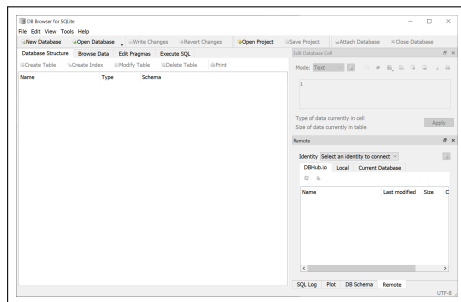 DB Browser for SQLite
File Edit View Tools Help
New Database Open Database Write Changes Revert Changes Open Project Save Project Attach Database Close Database
Database Structure Browse Data Edit Pragmas Execute SQL
Create Table Create Index Modify Table Delete Table Print
Name Type Schema
Edit Database Cell
Mode: Text
1
Type of data currently in cell
Size of data currently in table
Apply
Remote
Identity Select an identity to connect
DBHub.io Local Current Database
Name Last modified Size C
SQL Log Plot DB Schema Remote
UTF-8